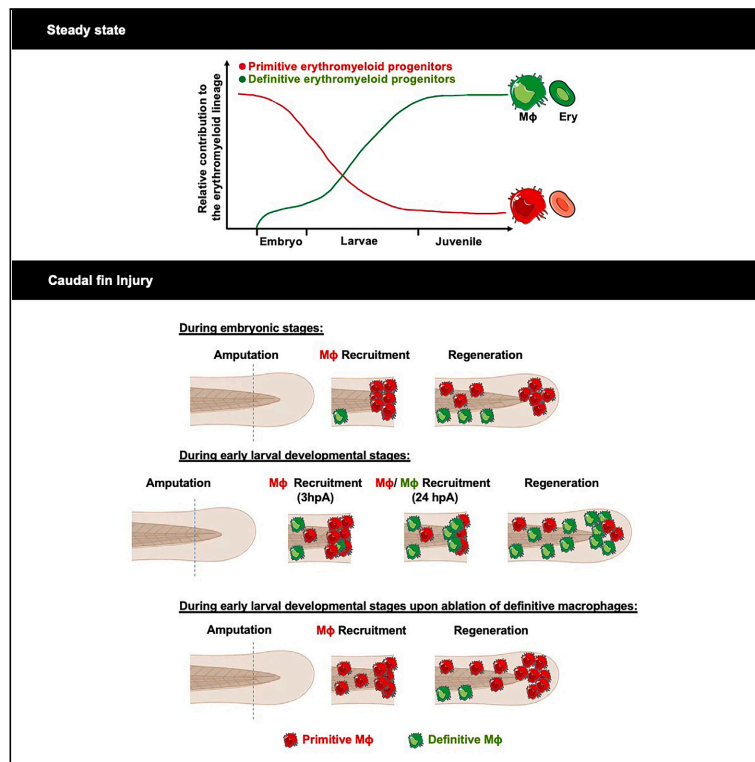 Steady state
Primitive erythromyeloid progenitors
Definitive erythromyeloid progenitors
Relative contribution to
the erythromyeloid lineage
Mϕ Ery
Embryo Larvae Juvenile
Caudal fin Injury
During embryonic stages:
Amputation Mϕ Recruitment Regeneration
During early larval developmental stages:
Amputation Mϕ Recruitment Mϕ/ Mϕ Recruitment Regeneration
(3hpA) (24 hpA)
During early larval developmental stages upon ablation of definitive macrophages:
Amputation Mϕ Recruitment Regeneration
Primitive Mϕ Definitive Mϕ